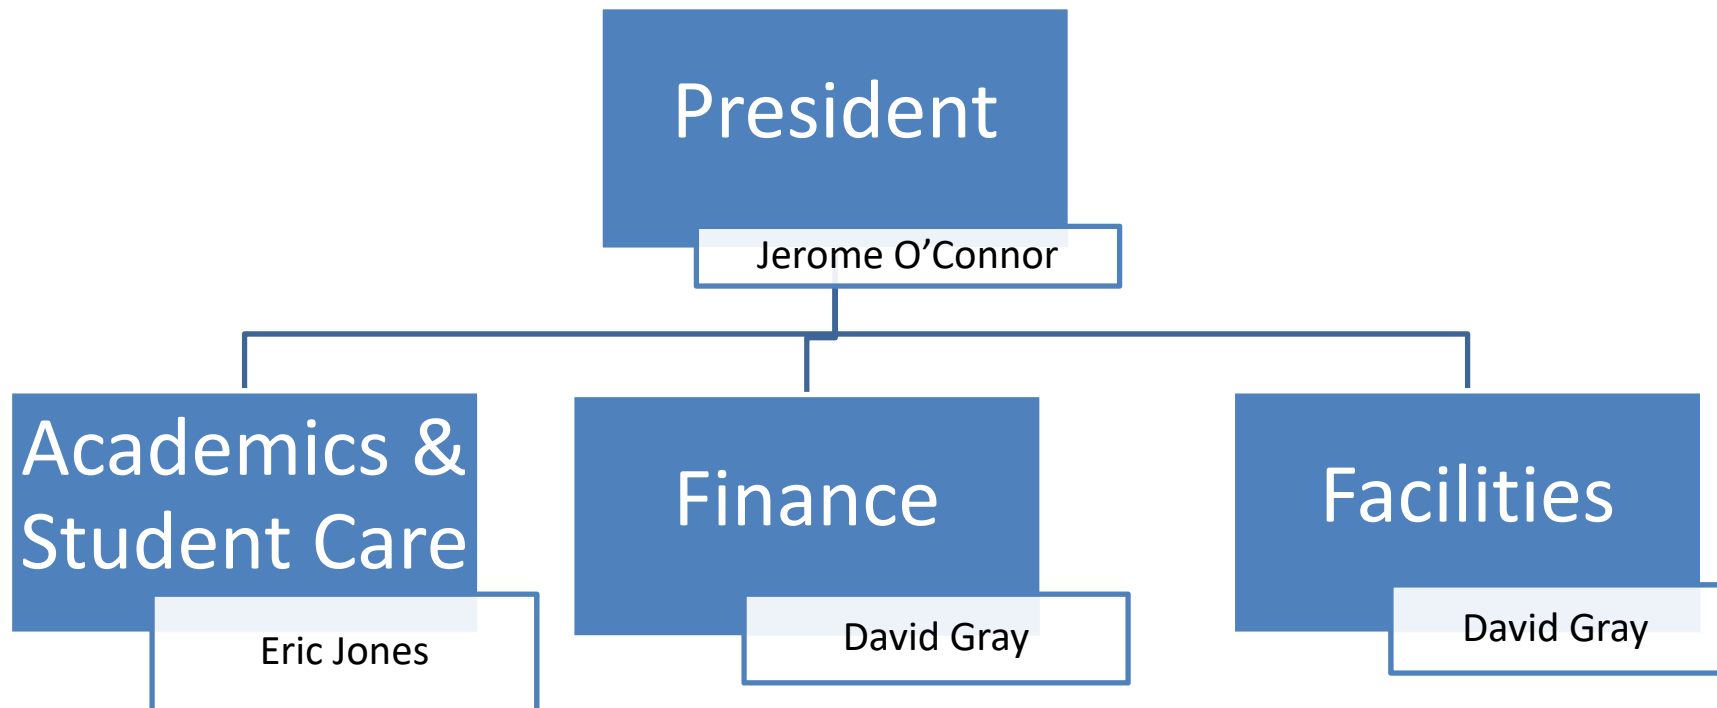 President
Jerome O’Connor
Academics &
Student Care
Eric Jones
Finance
David Gray
Facilities
David Gray